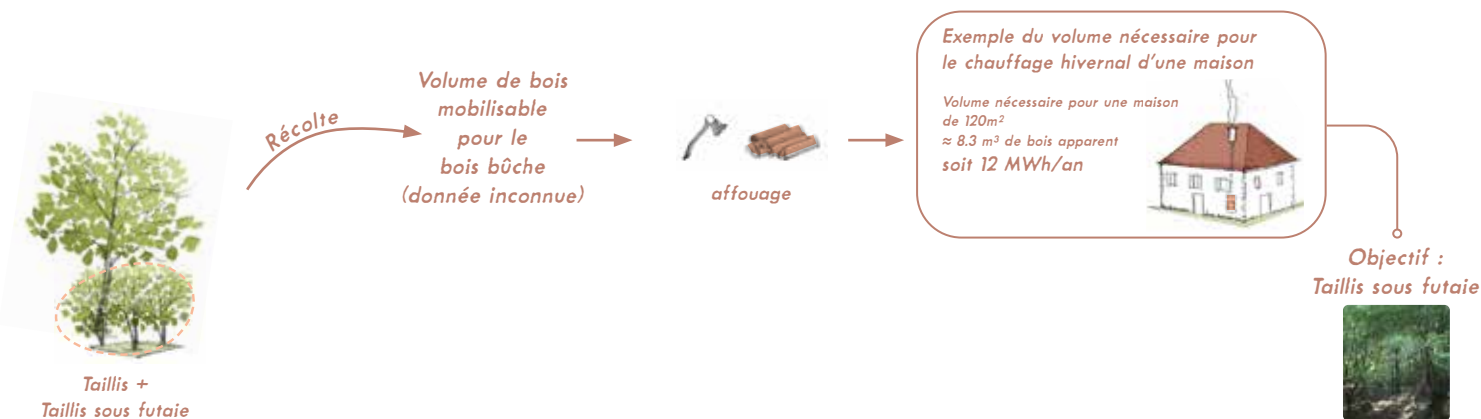 Taillis +
Taillis sous futaie
Récolte
Volume de bois
mobilisable
pour le
bois bûche
(donnée inconnue)
affouage
Exemple du volume nécessaire pour
le chauffage hivernal d'une maison
Volume nécessaire pour une maison
de 120m²
≈ 8.3 m³ de bois apparent
soit 12 MWh/an
Objectif :
Taillis sous futaie